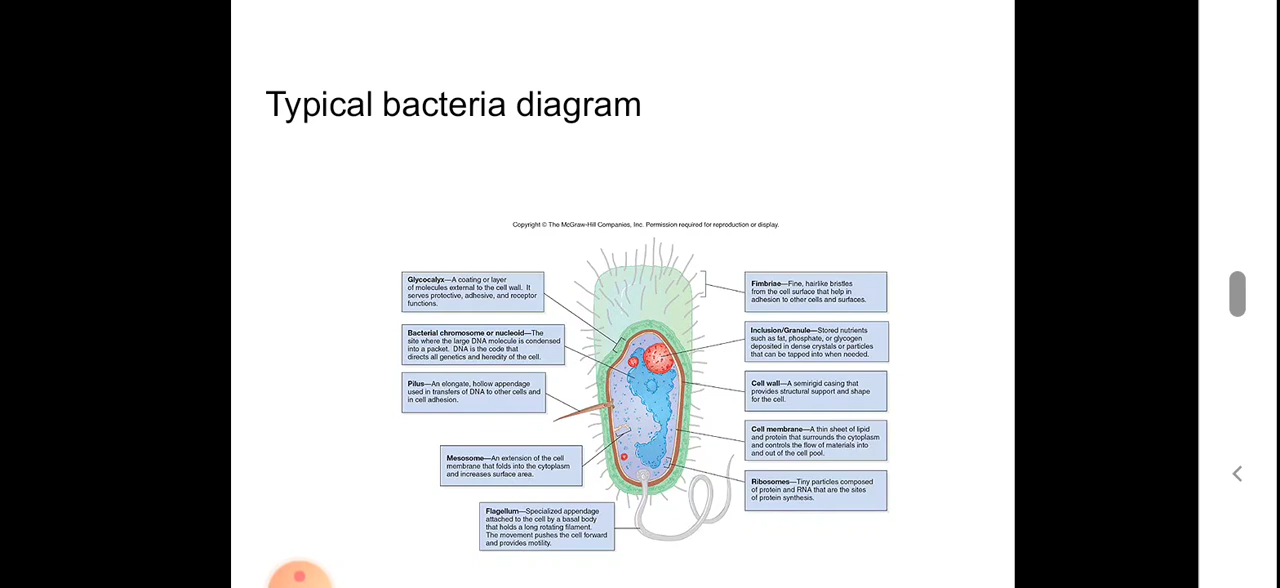 Typical bacteria diagram
Copyright © The McGraw-Hill Companies, Inc. Permission required for reproduction or display.
Glycocalyx—A coating or layer
of molecules external to the cell wall. It
serves protective, adhesive, and receptor
functions.
Bacterial chromosome or nucleoid—The
site where the large DNA molecule is condensed
into a packet. DNA is the code that
directs all genetics and heredity of the cell.
Pilus—An elongate, hollow appendage
used in transfers of DNA to other cells and
in cell adhesion.
Mesosome—An extension of the cell
membrane that folds into the cytoplasm
and increases surface area.
Flagellum—Specialized appendage
attached to the cell by a basal body
that holds a long rotating filament.
The movement pushes the cell forward
and provides motility.
Fimbriae—Fine, hairlike bristles
from the cell surface that help in
adhesion to other cells and surfaces.
Inclusion/Granule—Stored nutrients
such as fat, phosphate, or glycogen
deposited in dense crystals or particles
that can be tapped into when needed.
Cell wall—A semirigid casing that
provides structural support and shape
for the cell.
Cell membrane—A thin sheet of lipid
and protein that surrounds the cytoplasm
and controls the flow of materials into
and out of the cell pool.
Ribosomes—Tiny particles composed
of protein and RNA that are the sites
of protein synthesis.